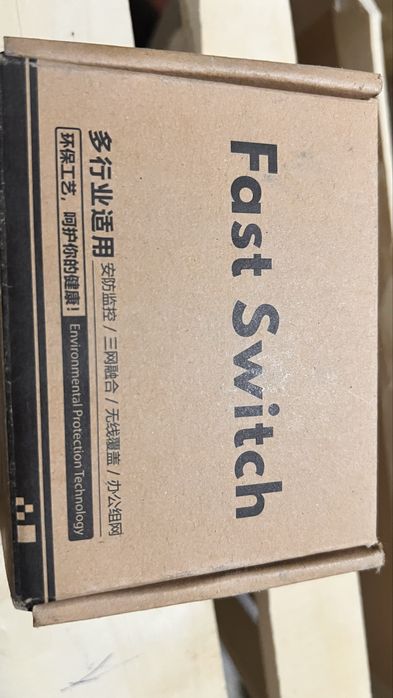 Fast Switch
多行业适用 安防监控 / 三网融合 / 无线覆盖 / 办公组网
环保工艺，呵护你的健康！ Environmental Protection Technology